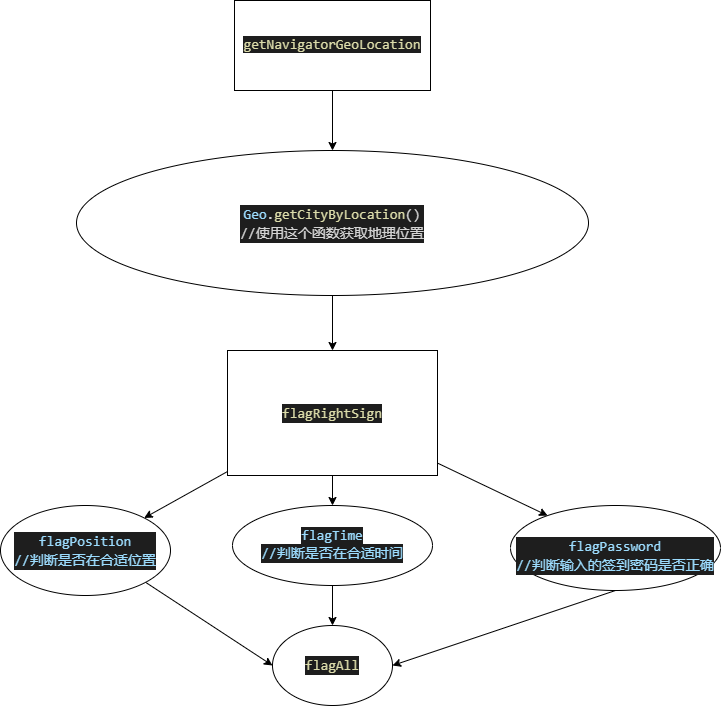 getNavigatorGeoLocation
Geo.getCityByLocation()
//使用这个函数获取地理位置
flagRightSign
flagPosition
//判断是否在合适位置
flagTime
//判断是否在合适时间
flagPassword
//判断输入的签到密码是否正确
flagAll